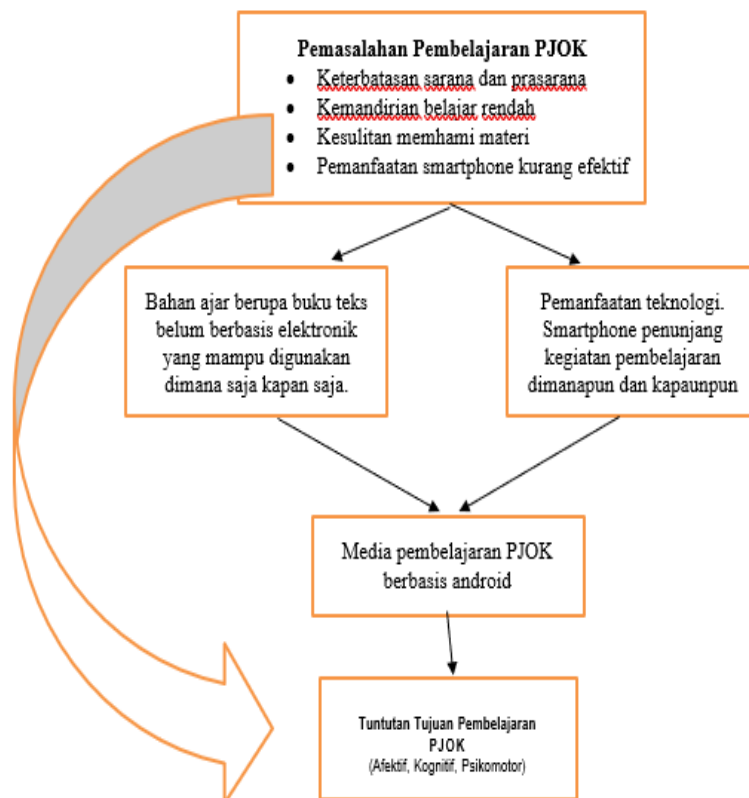 Pemasalahan Pembelajaran PJOK
• Keterbatasan sarana dan prasarana
• Kemandirian belajar rendah
• Kesulitan memhami materi
• Pemanfaatan smartphone kurang efektif
Bahan ajar berupa buku teks
belum berbasis elektronik
yang mampu digunakan
dimana saja kapan saja.
Pemanfaatan teknologi.
Smartphone penunjang
kegiatan pembelajaran
dimanapun dan kapaunpun
Media pembelajaran PJOK
berbasis android
Tuntutan Tujuan Pembelajaran
PJOK
(Afektif, Kognitif, Psikomotor)